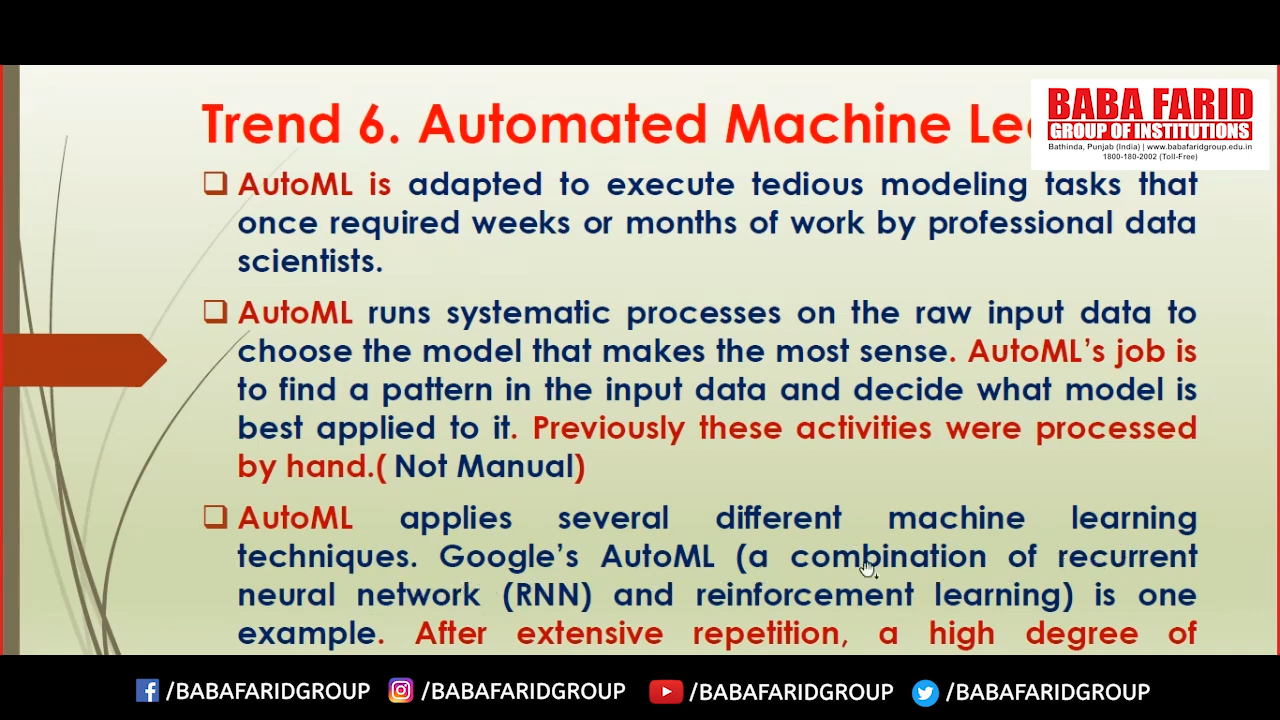 Trend 6. Automated Machine
BABA FARID
GROUP OF INSTITUTIONS
Bathinda, Punjab (India) | www.babafaridgroup.edu.in
1800-180-2002 (Toll-Free)
❑ AutoML is adapted to execute tedious modeling tasks that
once required weeks or months of work by professional data
scientists.
❑ AutoML runs systematic processes on the raw input data to
choose the model that makes the most sense. AutoML’s job is
to find a pattern in the input data and decide what model is
best applied to it. Previously these activities were processed
by hand.( Not Manual)
❑ AutoML applies several different machine learning
techniques. Google’s AutoML (a combination of recurrent
neural network (RNN) and reinforcement learning) is one
example. After extensive repetition, a high degree of
/BABAFARIDGROUP /BABAFARIDGROUP /BABAFARIDGROUP /BABAFARIDGROUP